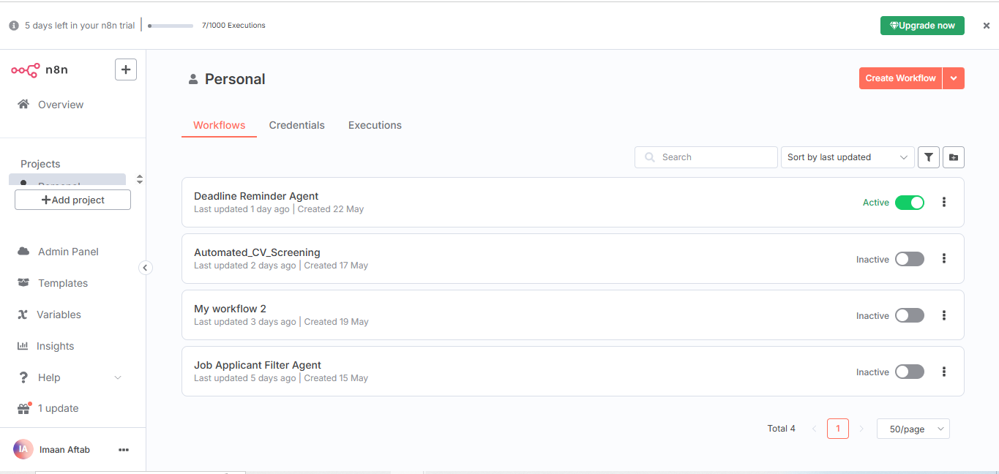 5 days left in your n8n trial
7/1000 Executions
Upgrade now
n8n
Overview
Projects
Personal
Add project
Admin Panel
Templates
Variables
Insights
Help
1 update
IA
Imaan Aftab
Personal
Create Workflow
Workflows
Credentials
Executions
Search
Sort by last updated
Deadline Reminder Agent
Last updated 1 day ago | Created 22 May
Active
Automated_CV_Screening
Last updated 2 days ago | Created 17 May
Inactive
My workflow 2
Last updated 3 days ago | Created 19 May
Inactive
Job Applicant Filter Agent
Last updated 5 days ago | Created 15 May
Inactive
Total 4
1
50/page